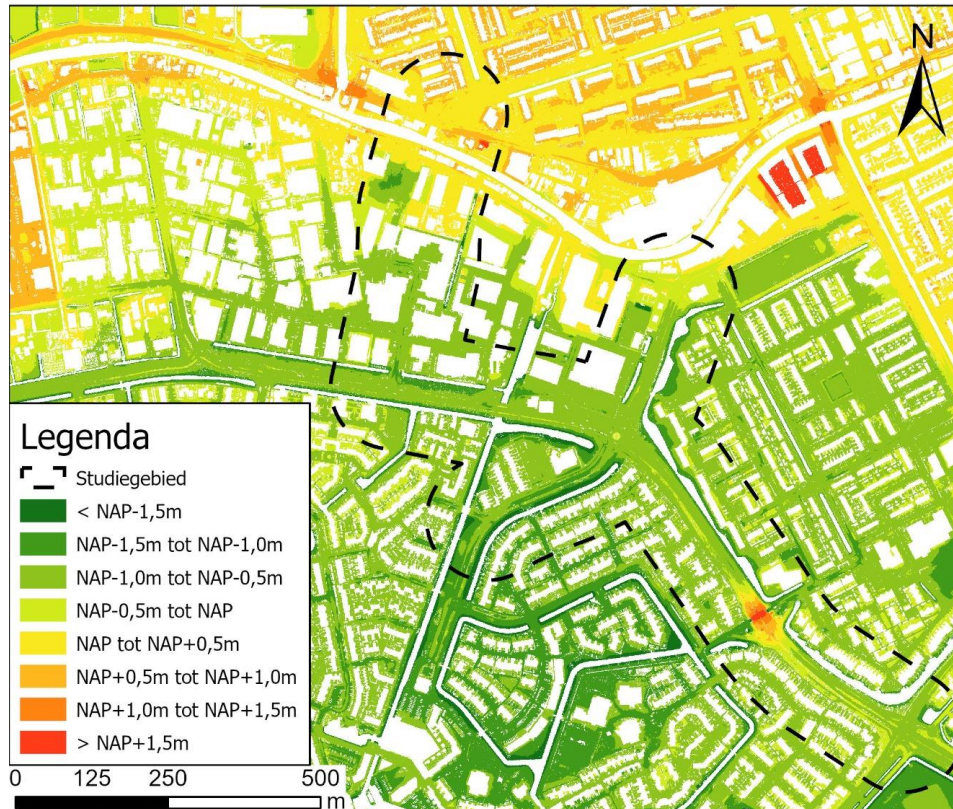 N
Legenda
Studiegebied
< NAP-1,5m
NAP-1,5m tot NAP-1,0m
NAP-1,0m tot NAP-0,5m
NAP-0,5m tot NAP
NAP tot NAP+0,5m
NAP+0,5m tot NAP+1,0m
NAP+1,0m tot NAP+1,5m
> NAP+1,5m
0 125 250 500
m